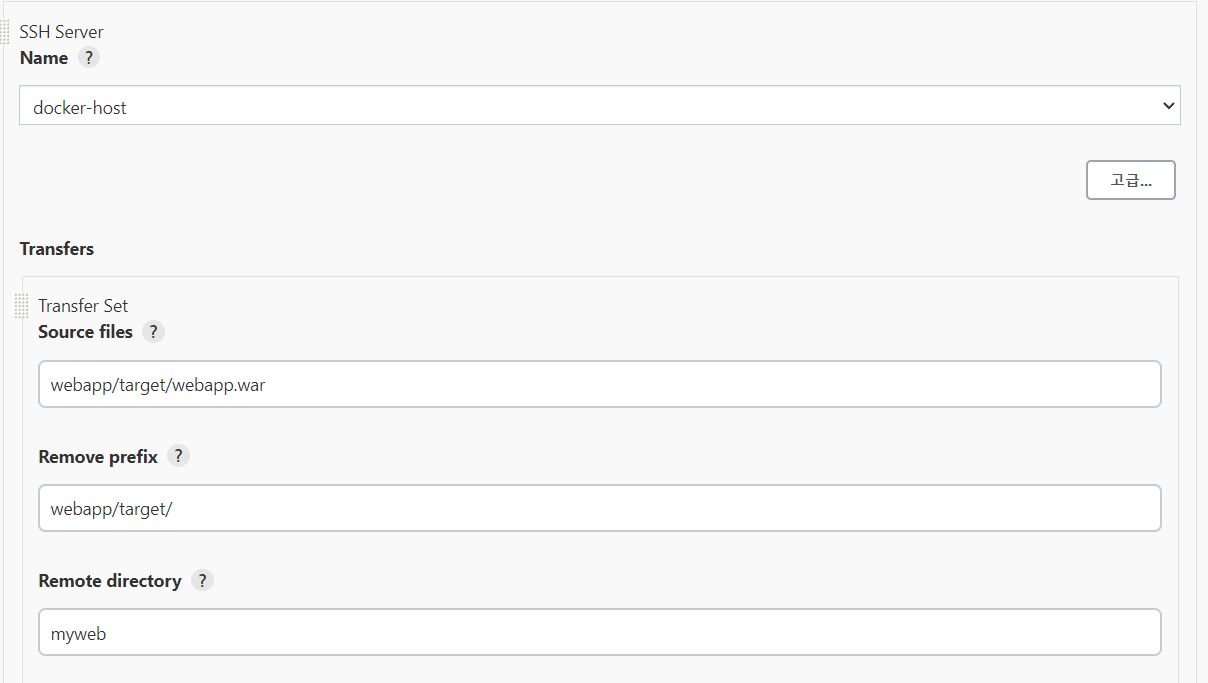 SSH Server
Name ?
docker-host
고급...
Transfers
Transfer Set
Source files ?
webapp/target/webapp.war
Remove prefix ?
webapp/target/
Remote directory ?
myweb